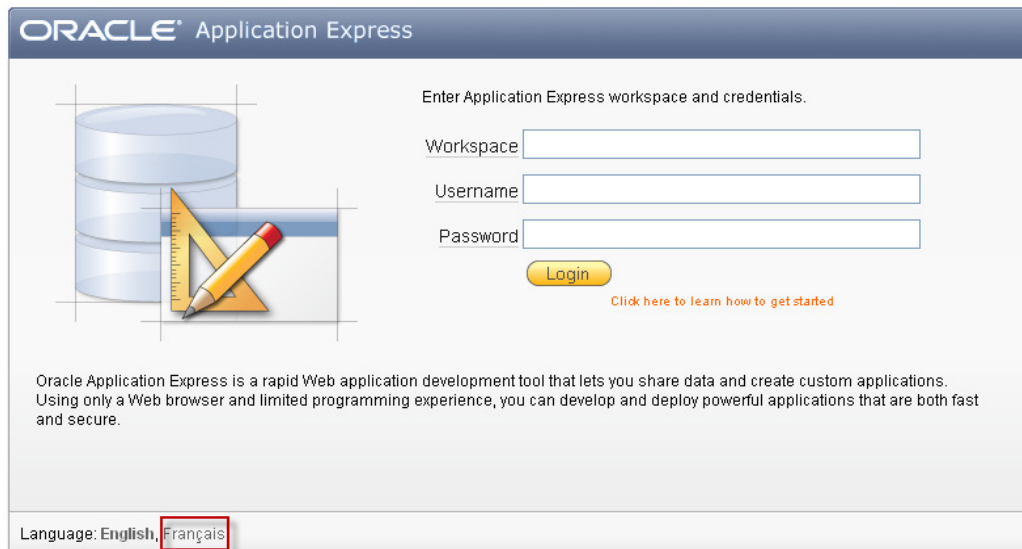 ORACLE® Application Express
Enter Application Express workspace and credentials.
Workspace
Username
Password
Login
Click here to learn how to get started
Oracle Application Express is a rapid Web application development tool that lets you share data and create custom applications.
Using only a Web browser and limited programming experience, you can develop and deploy powerful applications that are both fast
and secure.
Language: English, Français